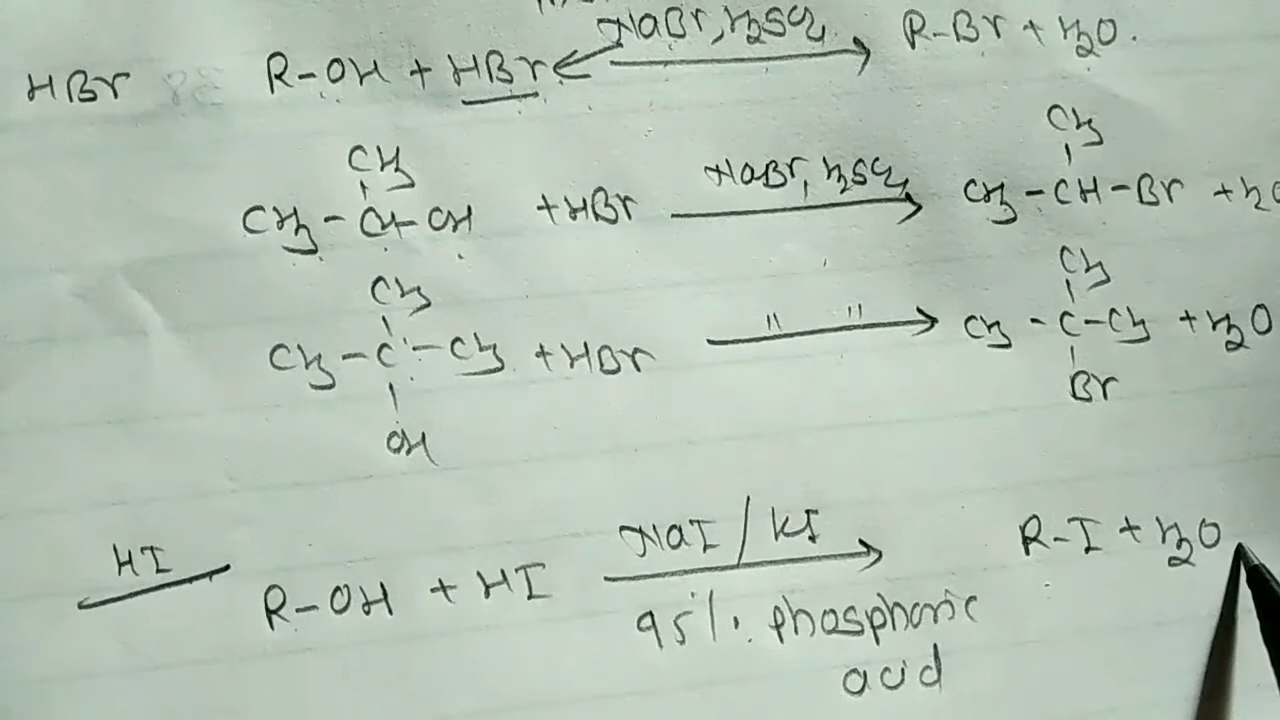 NaBr, H2SO4
HBr R-OH + HBr ← → R-Br + H2O.
CH3 CH3
NaBr, H2SO4
CH3-CH-OH + HBr → CH3-CH-Br + H2O
CH3 CH3
CH3-C-CH3 + HBr " " → CH3-C-CH3 + H2O
OH Br
HI NaI/KI
R-OH + HI → R-I + H2O
95%. phosphoric
acid